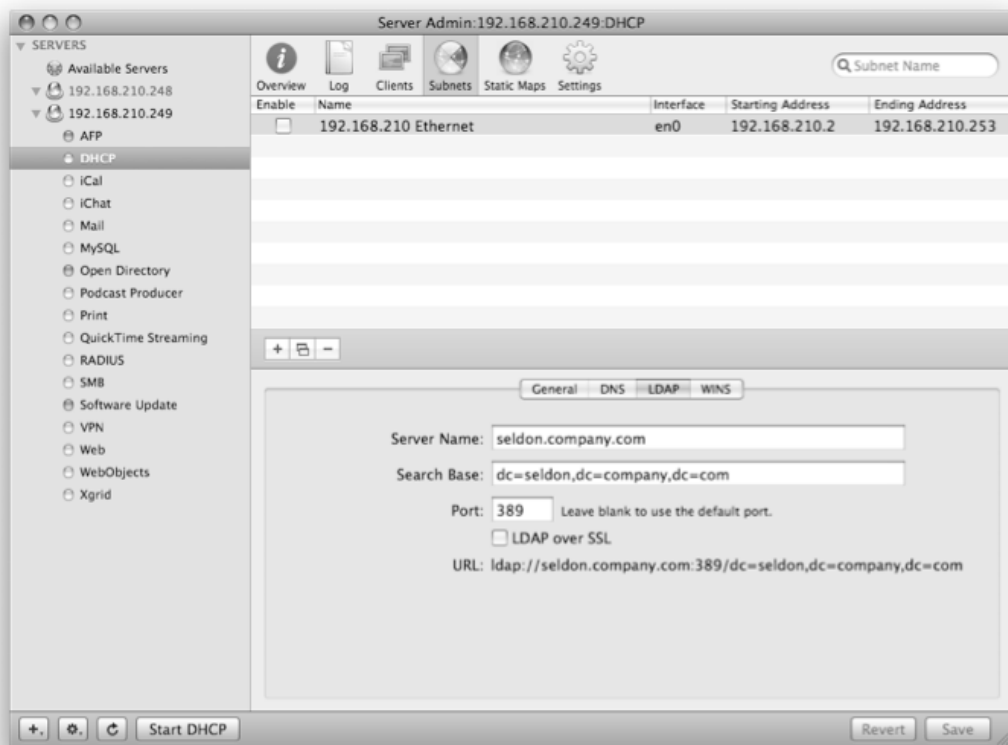 Server Admin:192.168.210.249:DHCP
SERVERS
Available Servers
192.168.210.248
192.168.210.249
AFP
DHCP
iCal
iChat
Mail
MySQL
Open Directory
Podcast Producer
Print
QuickTime Streaming
RADIUS
SMB
Software Update
VPN
Web
WebObjects
Xgrid
Overview Log Clients Subnets Static Maps Settings
Subnet Name
Enable Name Interface Starting Address Ending Address
192.168.210 Ethernet en0 192.168.210.2 192.168.210.253
General DNS LDAP WINS
Server Name: seldon.company.com
Search Base: dc=seldon,dc=company,dc=com
Port: 389 Leave blank to use the default port.
LDAP over SSL
URL: ldap://seldon.company.com:389/dc=seldon,dc=company,dc=com
Start DHCP
Revert Save